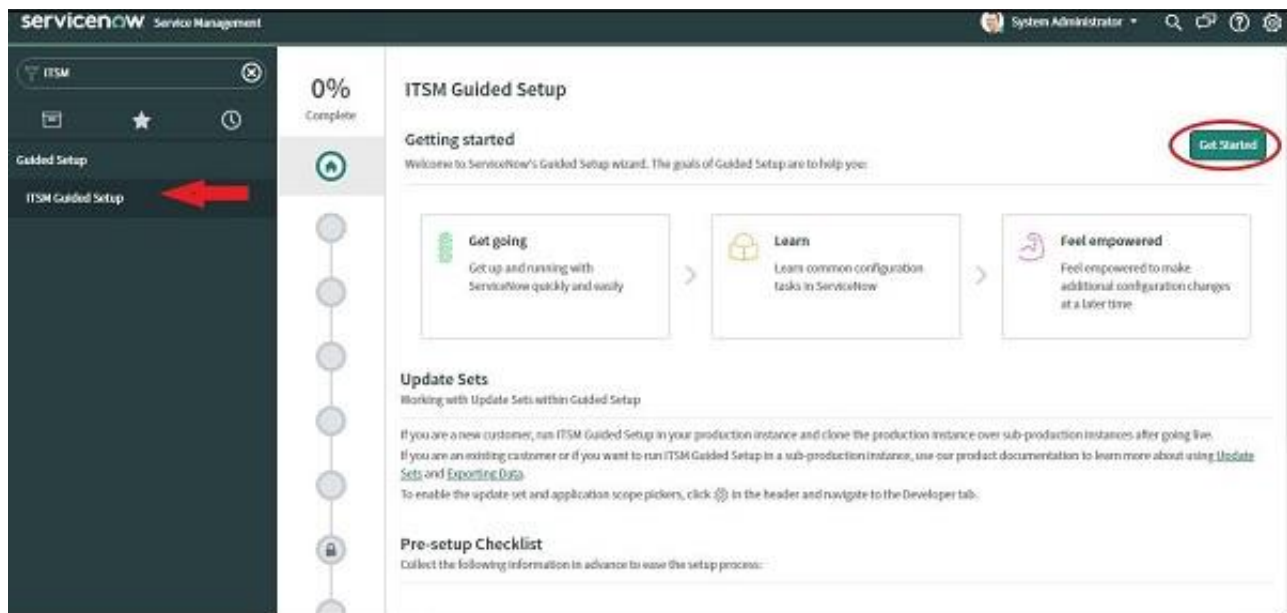 servicenow Service Management
System Administrator
ITSM
Guided Setup
ITSM Guided Setup
0%
Complete
ITSM Guided Setup
Getting started
Welcome to ServiceNow's Guided Setup wizard. The goals of Guided Setup are to help you:
Get Started
Get going
Get up and running with
ServiceNow quickly and easily
Learn
Learn common configuration
tasks in ServiceNow
Feel empowered
Feel empowered to make
additional configuration changes
at a later time
Update Sets
Working with Update Sets within Guided Setup
If you are a new customer, run ITSM Guided Setup in your production instance and clone the production instance over sub-production instances after going live.
If you are an existing customer or if you want to run ITSM Guided Setup in a sub-production instance, use our product documentation to learn more about using Update
Sets and Exporting Data.
To enable the update set and application scope pickers, click in the header and navigate to the Developer tab.
Pre-setup Checklist
Collect the following information in advance to ease the setup process: